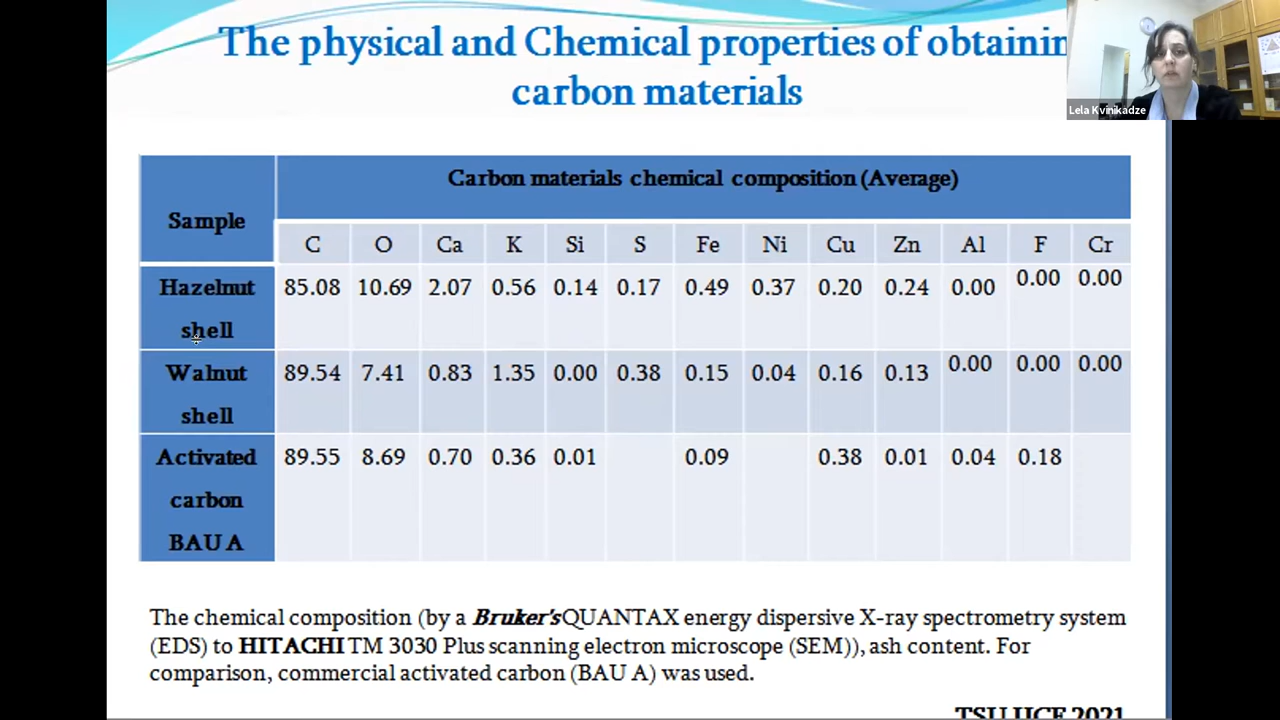 The physical and Chemical properties of obtainin
carbon materials
Lela Kvinikadze
Sample
Carbon materials chemical composition (Average)
C O Ca K Si S Fe Ni Cu Zn Al F Cr
Hazelnut shell 85.08 10.69 2.07 0.56 0.14 0.17 0.49 0.37 0.20 0.24 0.00 0.00 0.00
Walnut shell 89.54 7.41 0.83 1.35 0.00 0.38 0.15 0.04 0.16 0.13 0.00 0.00 0.00
Activated carbon BAU A 89.55 8.69 0.70 0.36 0.01 0.09 0.38 0.01 0.04 0.18
The chemical composition (by a Bruker's QUANTAX energy dispersive X-ray spectrometry system
(EDS) to HITACHI TM 3030 Plus scanning electron microscope (SEM)), ash content. For
comparison, commercial activated carbon (BAU A) was used.
TSU IICE 2021